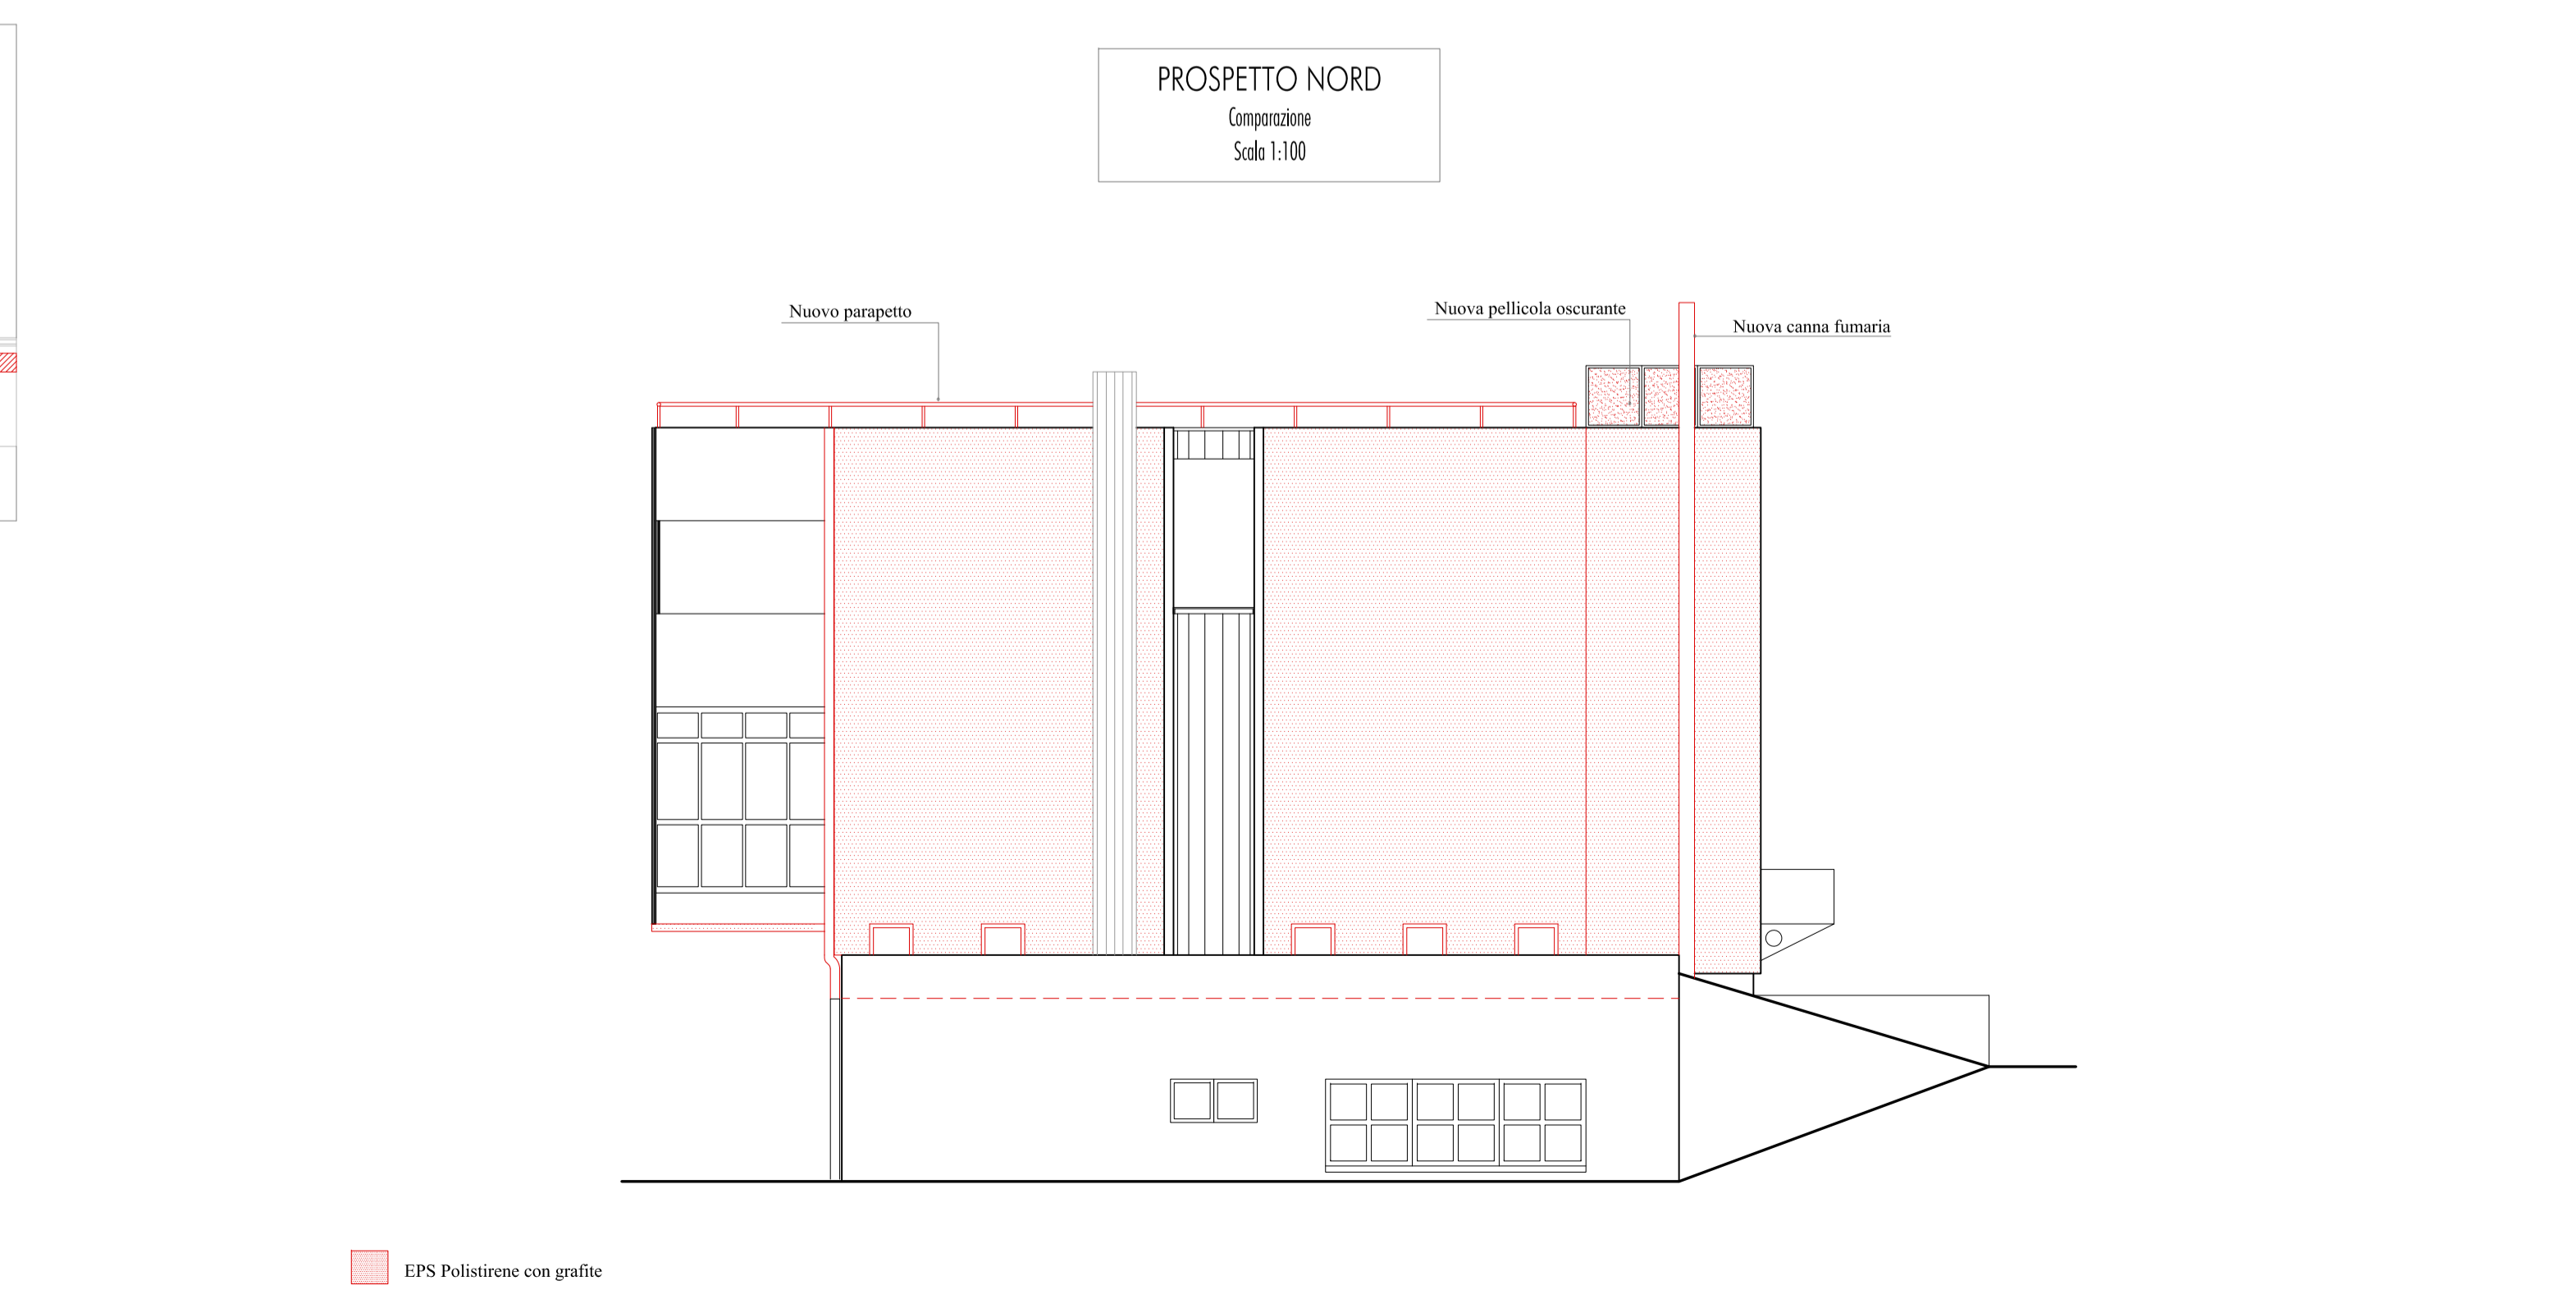 PROSPETTO NORD
Comparazione
Scala 1:100
Nuovo parapetto
Nuova pellicola oscurante
Nuova canna fumaria
EPS Polistirene con grafite